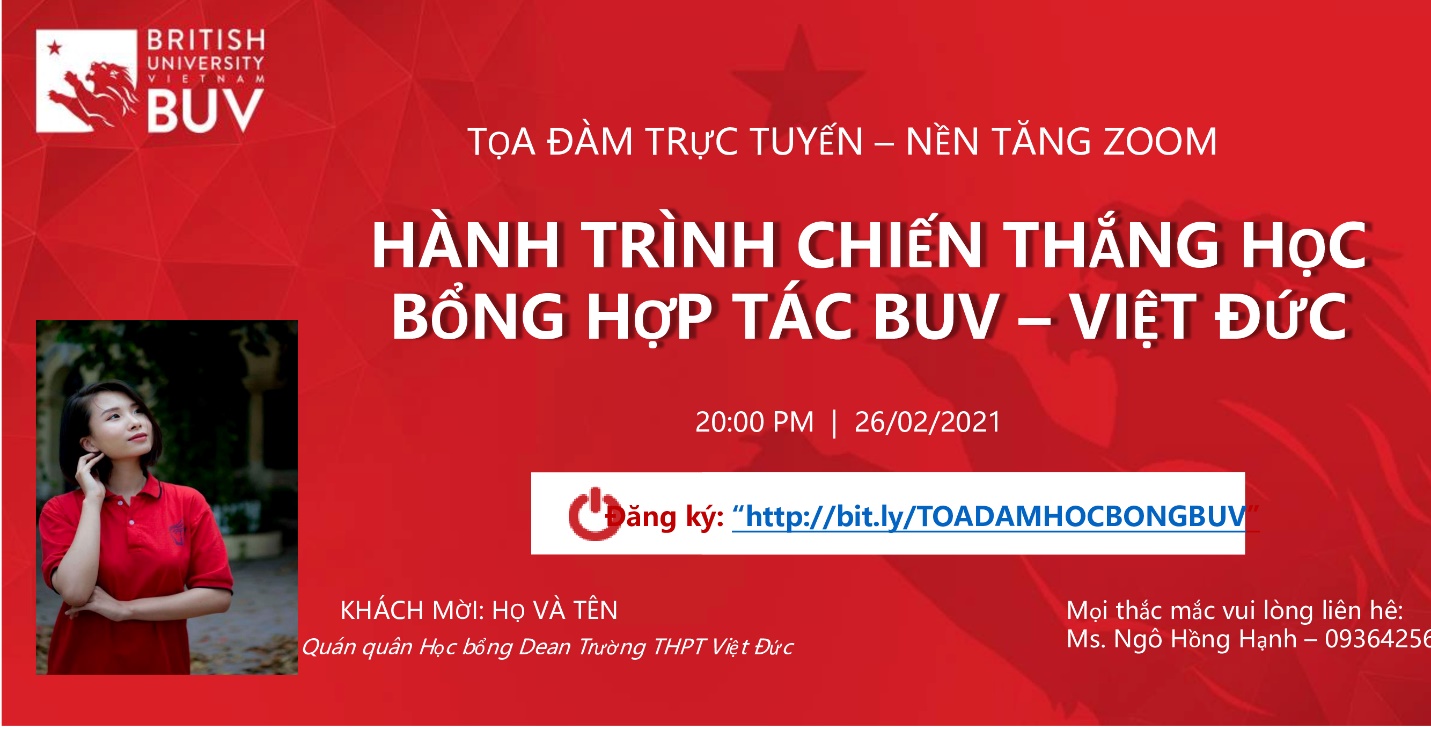 BRITISH
UNIVERSITY
VIETNAM
BUV
TỌA ĐÀM TRỰC TUYẾN – NỀN TĂNG ZOOM
HÀNH TRÌNH CHIẾN THẮNG HỌC
BỔNG HỢP TÁC BUV – VIỆT ĐỨC
20:00 PM | 26/02/2021
Đăng ký: “http://bit.ly/TOADAMHOCBONGBUV”
KHÁCH MỜI: HỌ VÀ TÊN
Quán quân Học bổng Dean Trường THPT Việt Đức
Mọi thắc mắc vui lòng liên hê:
Ms. Ngô Hồng Hạnh – 09364256